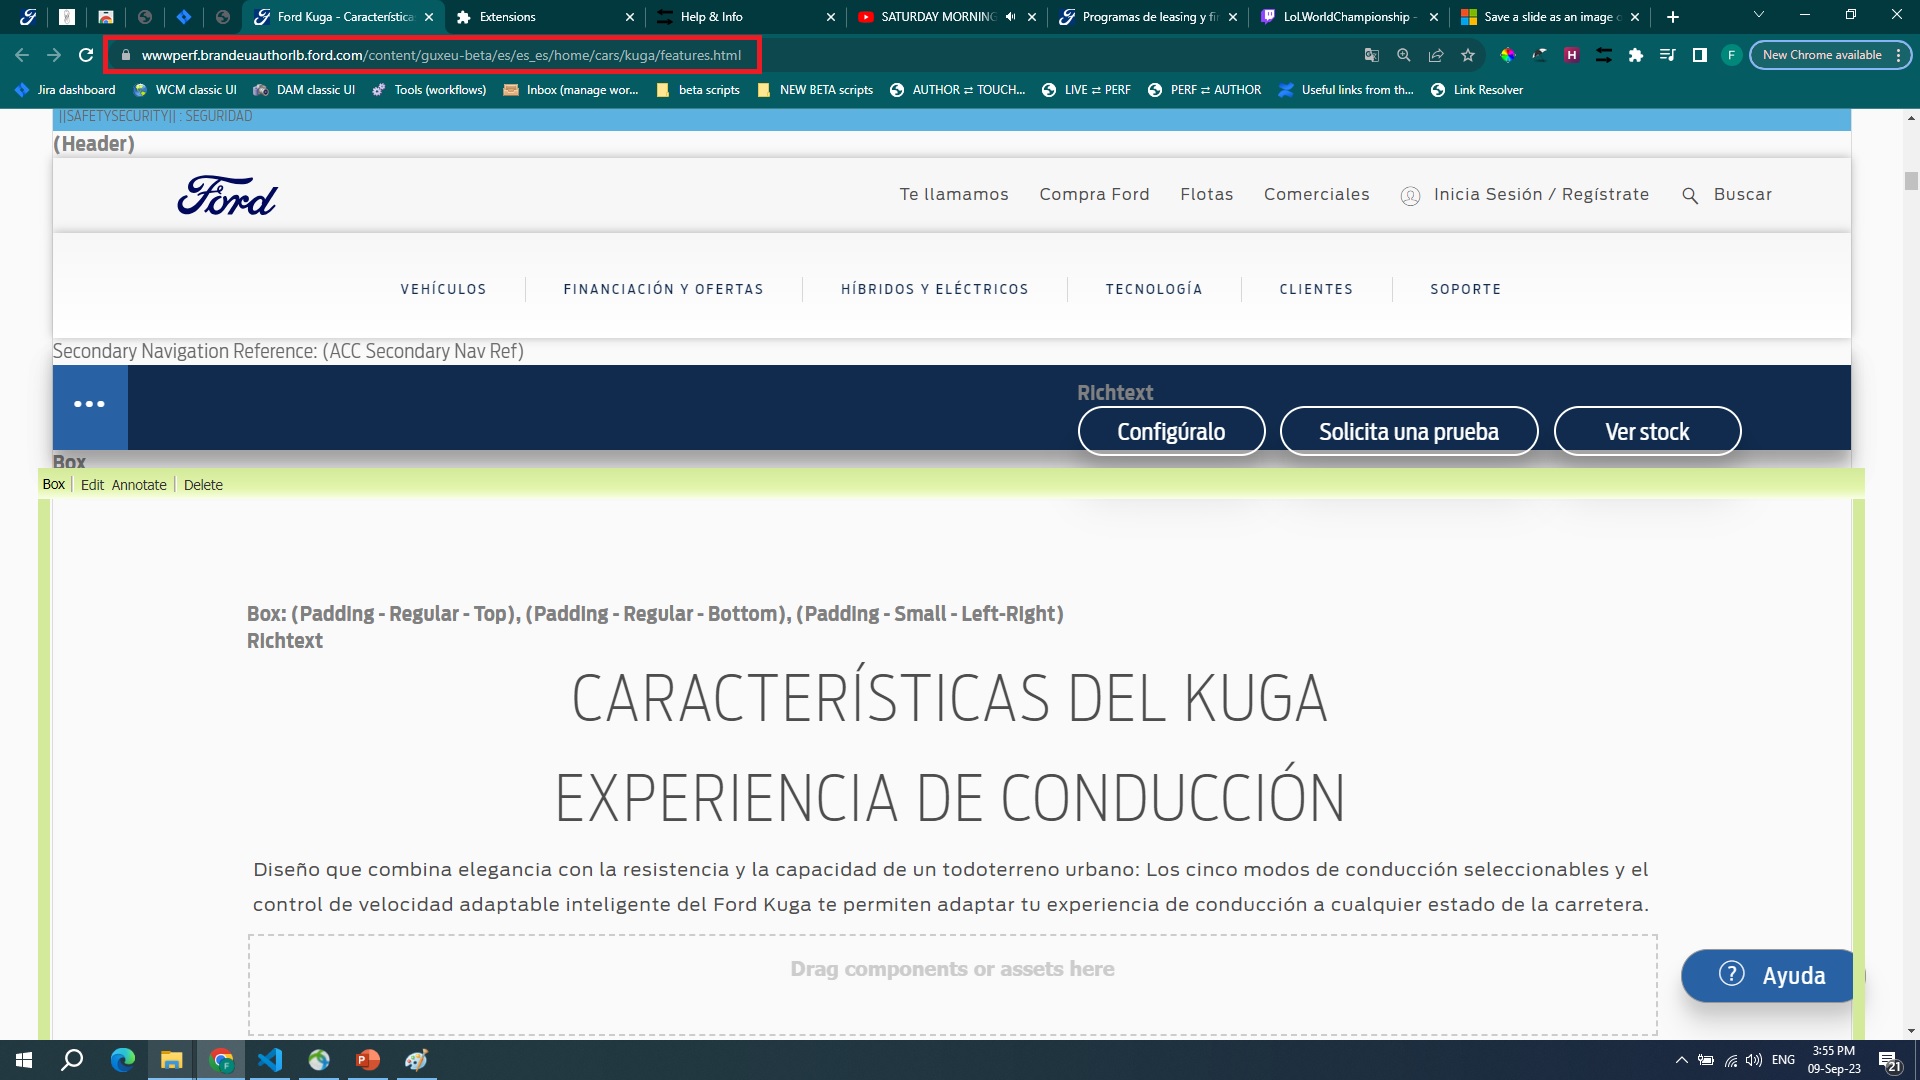 Ford Kuga - Característica
Extensions
Help & Info
SATURDAY MORNING
Programas de leasing y fi
LoLWorldChampionship -
Save a slide as an image o
wwwperf.brandeuauthorlb.ford.com/content/guxeu-beta/es/es_es/home/cars/kuga/features.html
H
F
New Chrome available
Jira dashboard
WCM classic UI
DAM classic UI
Tools (workflows)
Inbox (manage wor...
beta scripts
NEW BETA scripts
AUTHOR ⇄ TOUCH...
LIVE ⇄ PERF
PERF ⇄ AUTHOR
Useful links from th...
Link Resolver
||SAFETYSECURITY|| : SEGURIDAD
(Header)
Ford
Te llamamos
Compra Ford
Flotas
Comerciales
Inicia Sesión / Regístrate
Buscar
VEHÍCULOS
FINANCIACIÓN Y OFERTAS
HÍBRIDOS Y ELÉCTRICOS
TECNOLOGÍA
CLIENTES
SOPORTE
Secondary Navigation Reference: (ACC Secondary Nav Ref)
Richtext
Configúralo
Solicita una prueba
Ver stock
Box
Box
Edit
Annotate
Delete
Box: (Padding - Regular - Top), (Padding - Regular - Bottom), (Padding - Small - Left-Right)
Richtext
CARACTERÍSTICAS DEL KUGA
EXPERIENCIA DE CONDUCCIÓN
Diseño que combina elegancia con la resistencia y la capacidad de un todoterreno urbano: Los cinco modos de conducción seleccionables y el
control de velocidad adaptable inteligente del Ford Kuga te permiten adaptar tu experiencia de conducción a cualquier estado de la carretera.
Drag components or assets here
Ayuda
ENG
3:55 PM
09-Sep-23
21